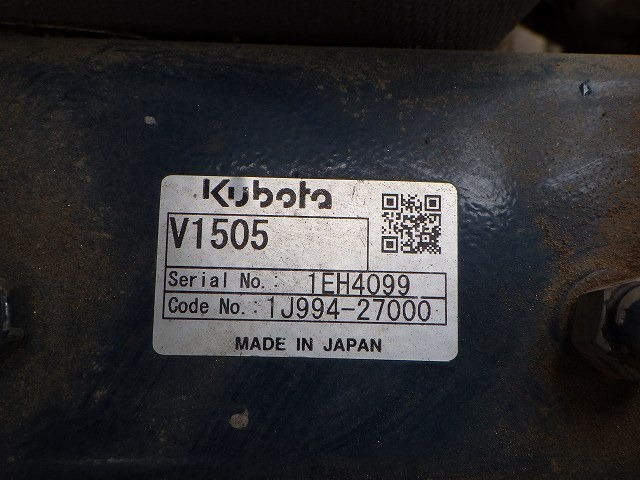 Kubota
V1505
Serial No.: 1EH4099
Code No.: 1J994-27000
MADE IN JAPAN